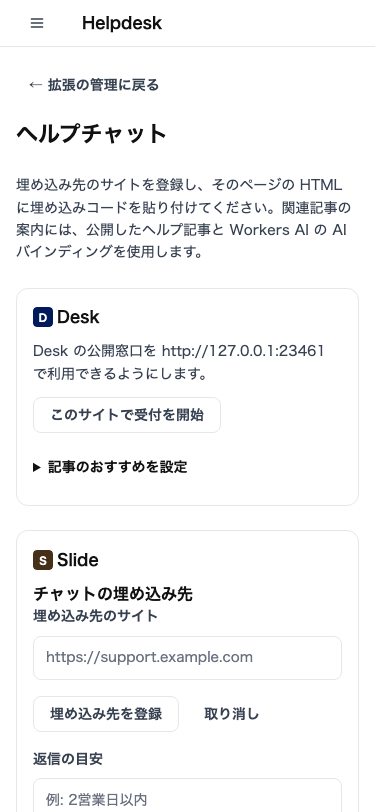 Helpdesk
← 拡張の管理に戻る
ヘルプチャット
埋め込み先のサイトを登録し、そのページの HTML
に埋め込みコードを貼り付けてください。関連記事の
案内には、公開したヘルプ記事と Workers AI の AI
バインディングを使用します。
D Desk
Desk の公開窓口を http://127.0.0.1:23461
で利用できるようにします。
このサイトで受付を開始
▶ 記事のおすすめを設定
S Slide
チャットの埋め込み先
埋め込み先のサイト
https://support.example.com
埋め込み先を登録 取り消し
返信の目安
例: 2営業日以内